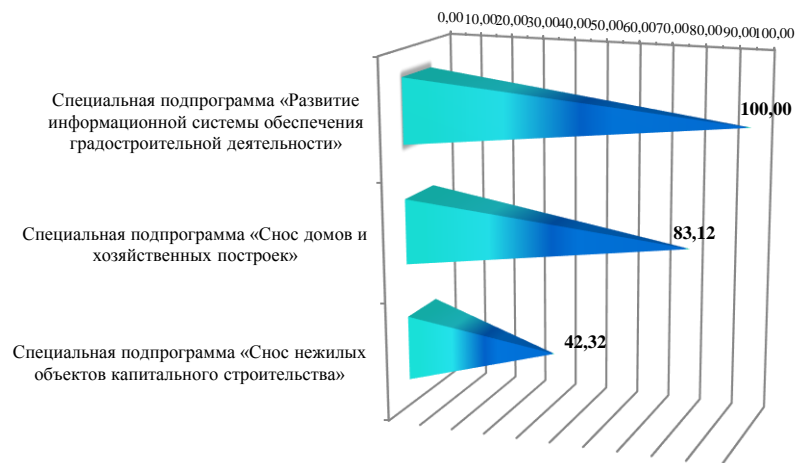 0,00 10,00 20,00 30,00 40,00 50,00 60,00 70,00 80,00 90,00 100,00
Специальная подпрограмма «Развитие
информационной системы обеспечения
градостроительной деятельности»
100,00
Специальная подпрограмма «Снос домов и
хозяйственных построек»
83,12
Специальная подпрограмма «Снос нежилых
объектов капитального строительства»
42,32